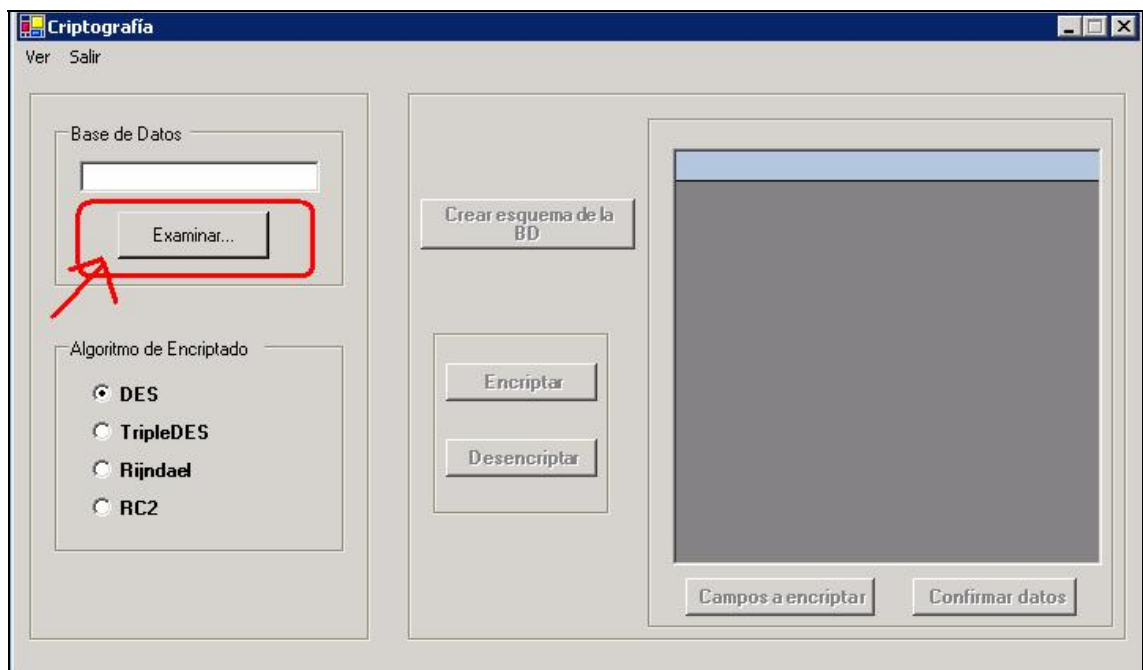 Criptografía
Ver Salir
Base de Datos
Examinar...
Algoritmo de Encriptado
DES
TripleDES
Rijndael
RC2
Crear esquema de la
BD
Encriptar
Desencriptar
Campos a encriptar
Confirmar datos